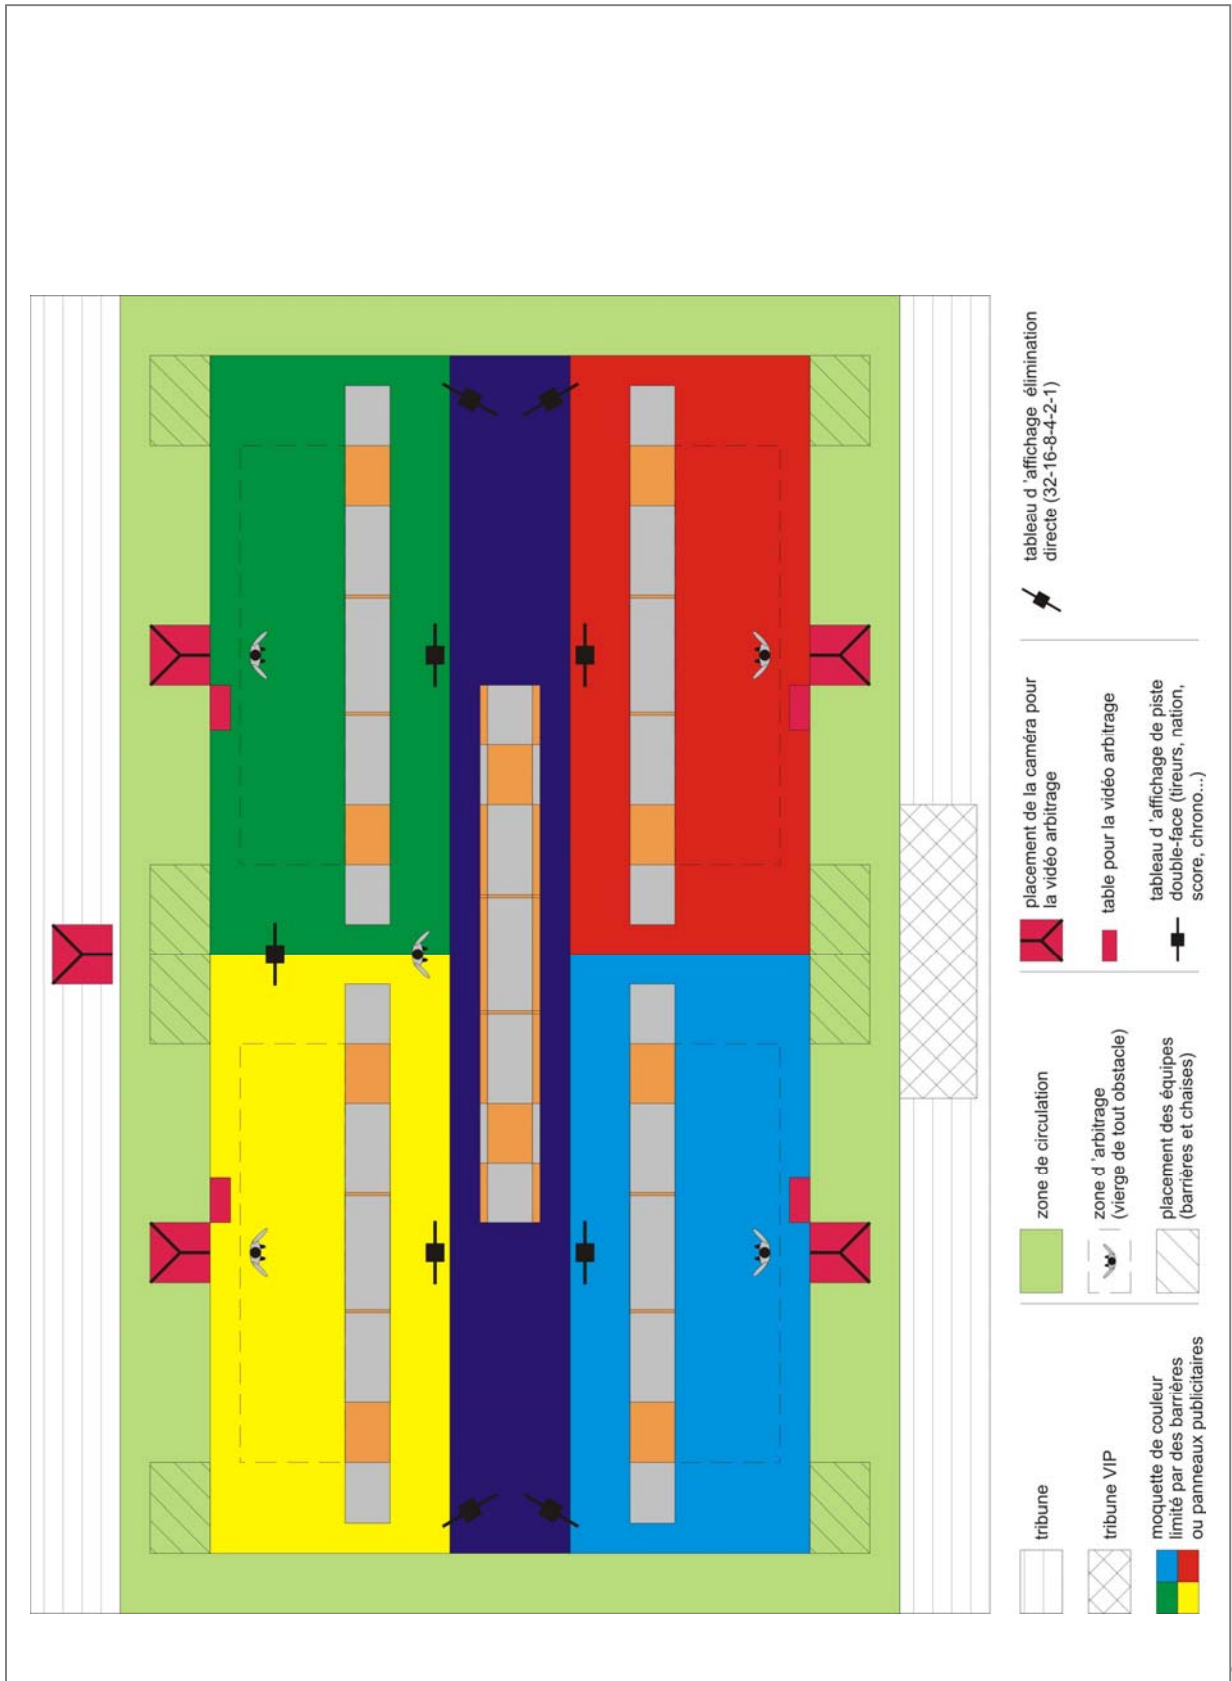 tribune
tribune VIP
moquette de couleur
limité par des barrières
ou panneaux publicitaires
zone de circulation
zone d 'arbitrage
(vierge de tout obstacle)
placement des équipes
(barrières et chaises)
placement de la caméra pour
la vidéo arbitrage
table pour la vidéo arbitrage
tableau d 'affichage de piste
double-face (tireurs, nation,
score, chrono...)
tableau d 'affichage élimination
directe (32-16-8-4-2-1)